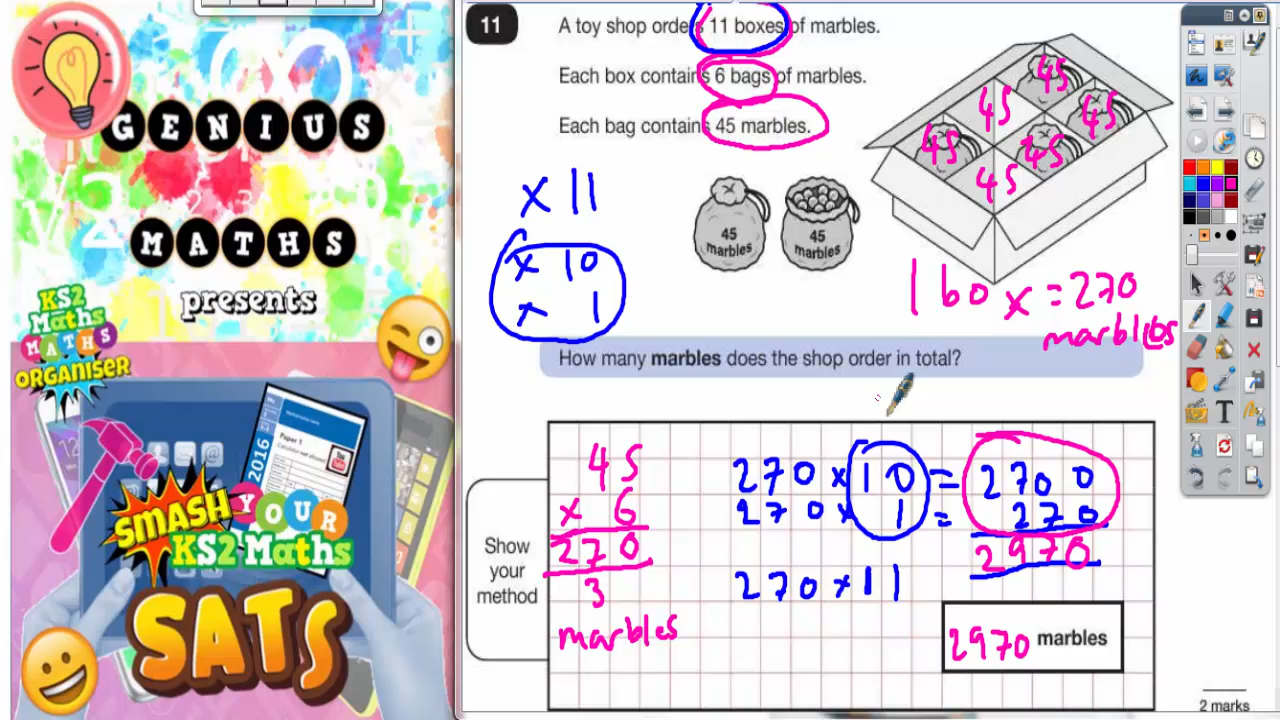 GENIUS
MATHS
presents
KS2
Maths
MATHS
ORGANISER
2016
Paper 1
SMASH
YOUR
KS2 Maths
SATS
11
A toy shop orders 11 boxes of marbles.
Each box contains 6 bags of marbles.
Each bag contains 45 marbles.
x 11
x 10
x 1
45
marbles
45
marbles
45
45
45
45
45
45
1 box = 270
marbles
How many marbles does the shop order in total?
Show
your
method
45
x 6
270
3
marbles
270 x 10 = 2700
270 x 1 = 270
2970
270 x 11
2970 marbles
2 marks